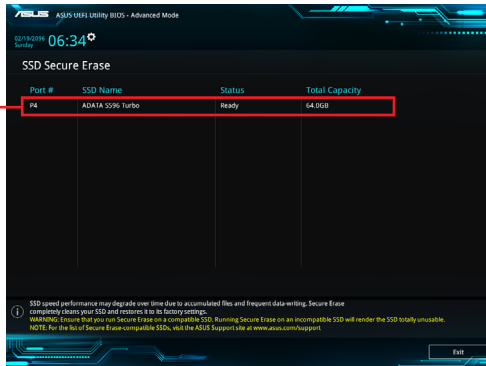 ASUS UEFI Utility BIOS - Advanced Mode
02/19/2096
Sunday
06:34
SSD Secure Erase
Port # SSD Name Status Total Capacity
P4 ADATA S596 Turbo Ready 64.0GB
SSD speed performance may degrade over time due to accumulated files and frequent data-writing. Secure Erase
completely cleans your SSD and restores it to its factory settings.
WARNING: Ensure that you run Secure Erase on a compatible SSD. Running Secure Erase on an incompatible SSD will render the SSD totally unusable.
NOTE: For the list of Secure Erase-compatible SSDs, visit the ASUS Support site at www.asus.com/support
Exit